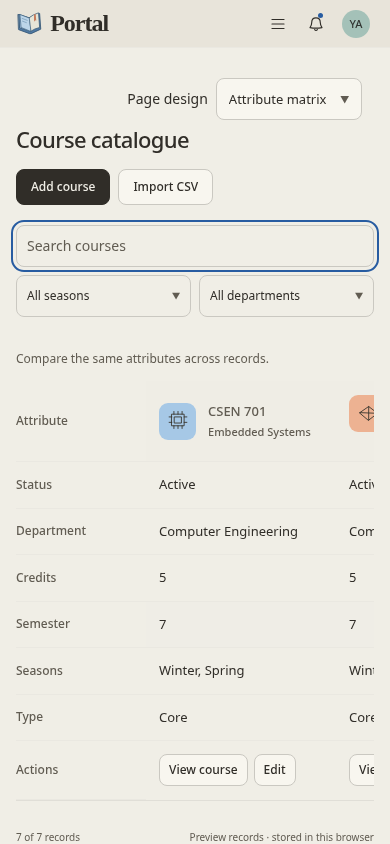 Portal
YA
Page design Attribute matrix
Course catalogue
Add course Import CSV
Search courses
All seasons All departments
Compare the same attributes across records.
Attribute CSEN 701
Embedded Systems
Status Active
Department Computer Engineering
Credits 5 5
Semester 7 7
Seasons Winter, Spring
Type Core Core
Actions View course Edit
7 of 7 records Preview records · stored in this browser